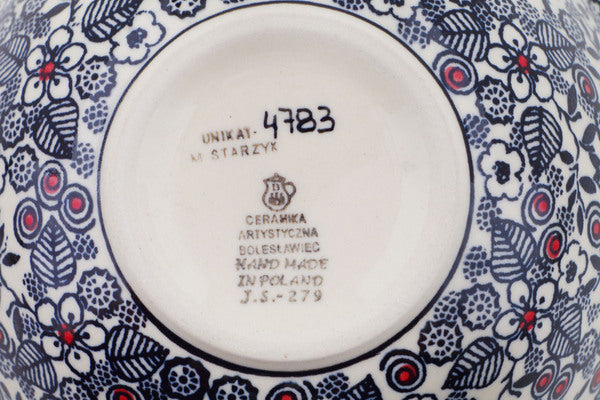 UNIKAT- 4783
M. STARZYK
CERAMIKA
ARTYSTYCZNA
BOLESŁAWIEC
HAND MADE
IN POLAND
J.S.-279